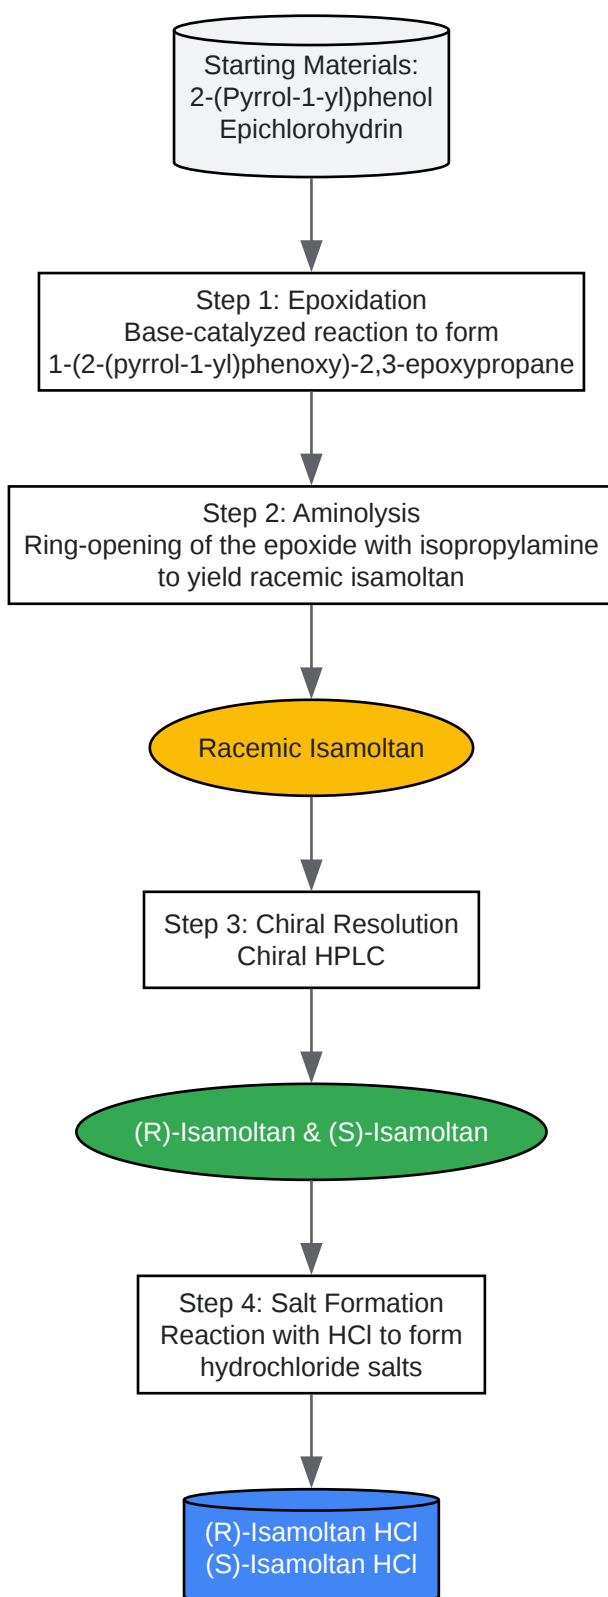 Starting Materials:
2-(Pyrrol-1-yl)phenol
Epichlorohydrin
Step 1: Epoxidation
Base-catalyzed reaction to form
1-(2-(pyrrol-1-yl)phenoxy)-2,3-epoxypropane
Step 2: Aminolysis
Ring-opening of the epoxide with isopropylamine
to yield racemic isamoltan
Racemic Isamoltan
Step 3: Chiral Resolution
Chiral HPLC
(R)-Isamoltan & (S)-Isamoltan
Step 4: Salt Formation
Reaction with HCl to form
hydrochloride salts
(R)-Isamoltan HCl
(S)-Isamoltan HCl